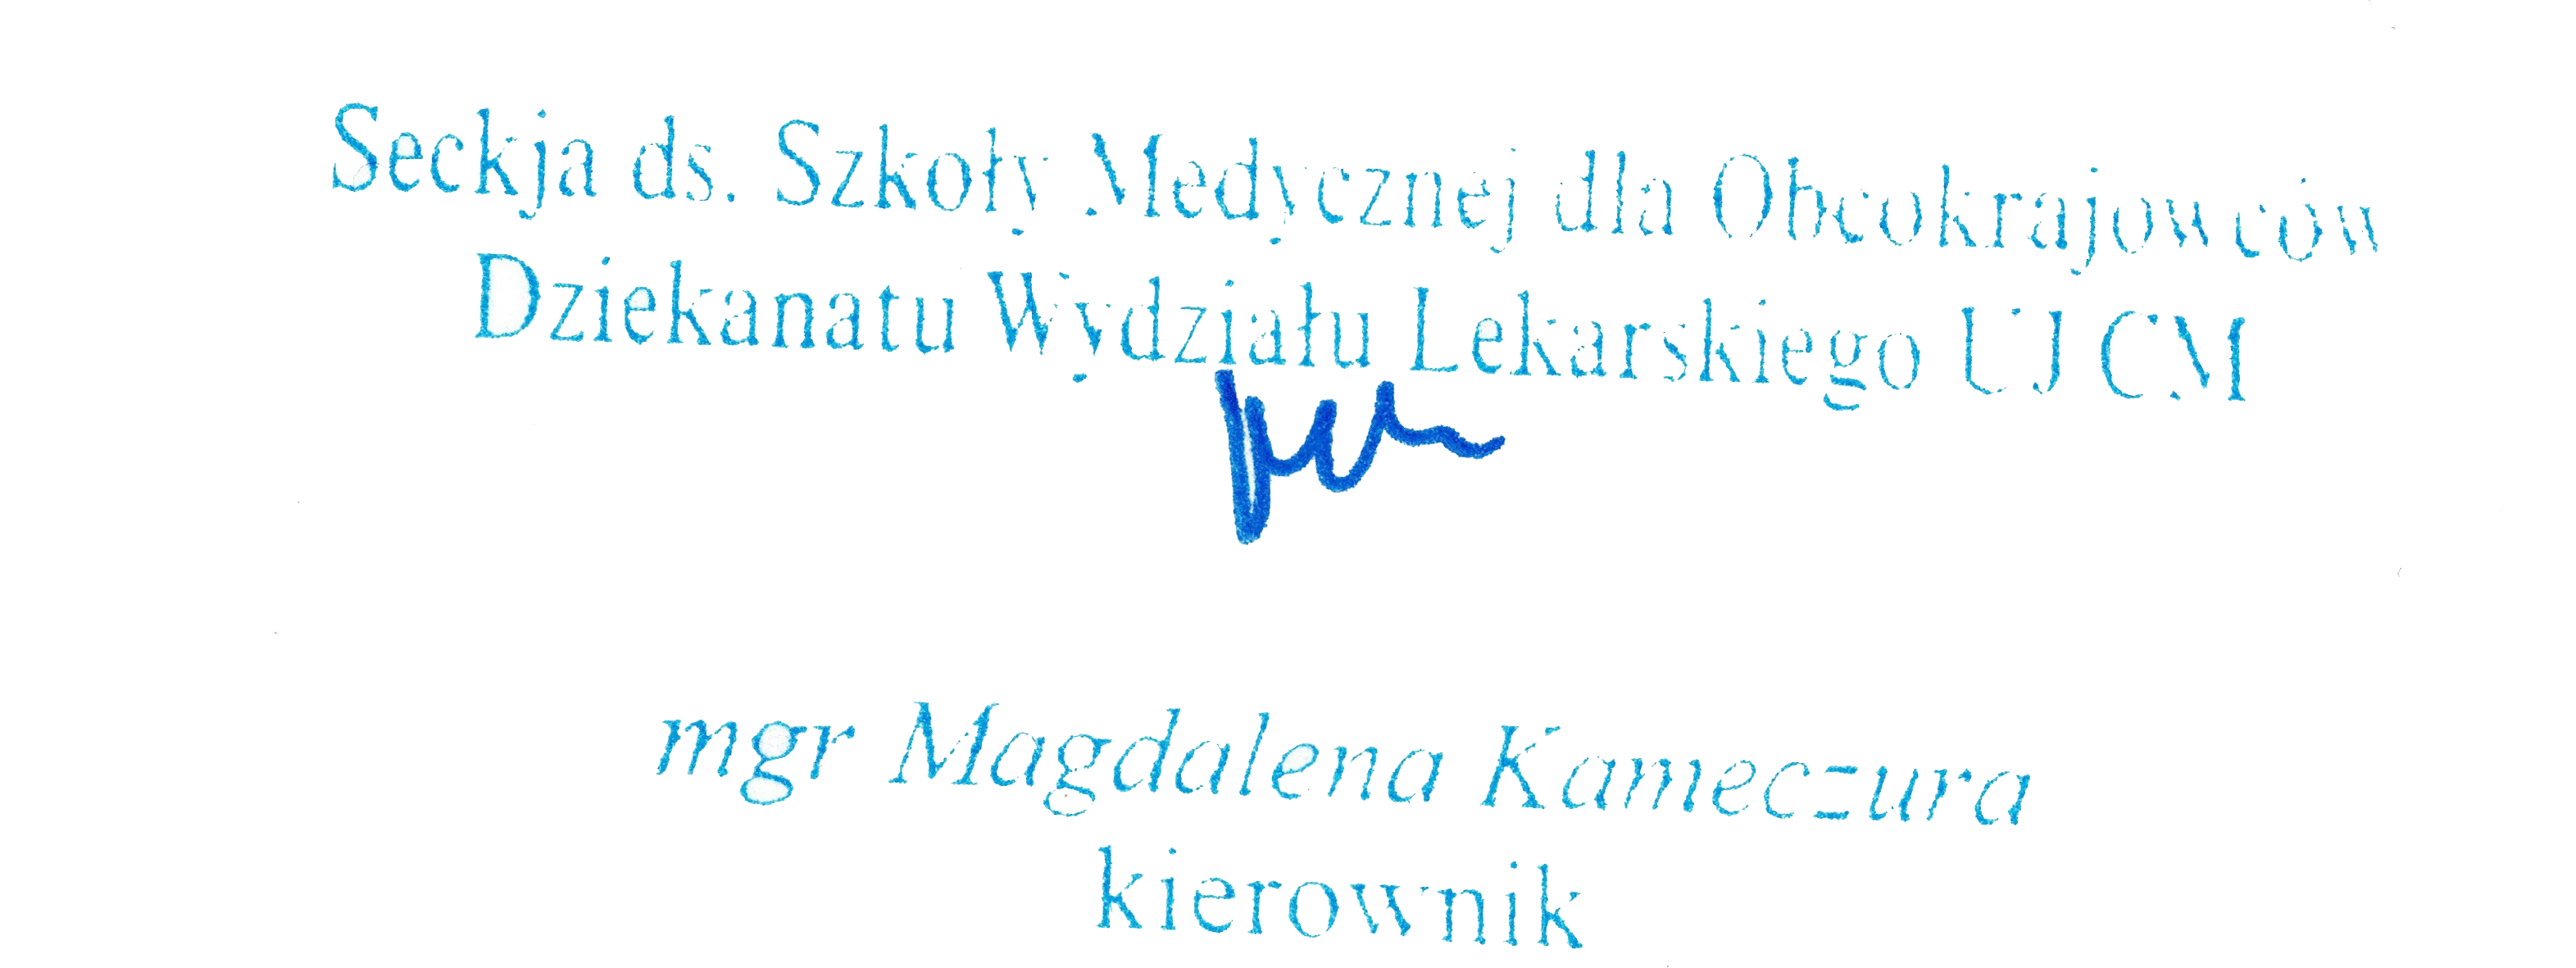 Seckja ds. Szkoły Medycznej dla Obcokrajowców
Dziekanatu Wydziału Lekarskiego UJ CM
mgr Magdalena Kameczura
kierownik